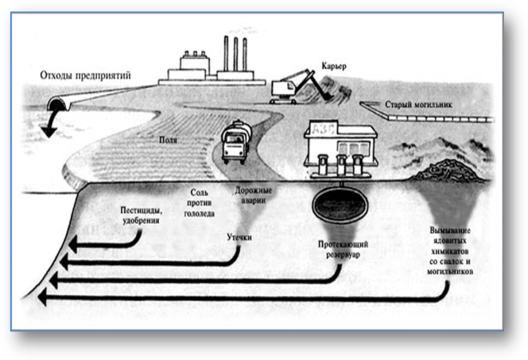 Карьер
Отходы предприятий
Старый могильник
АЗС
Поля
Соль
против
гололеда
Дорожные
аварии
Пестициды,
удобрения
Утечки
Протекающий
резервуар
Вымывание
ядовитых
химикатов
со свалок и
могильников